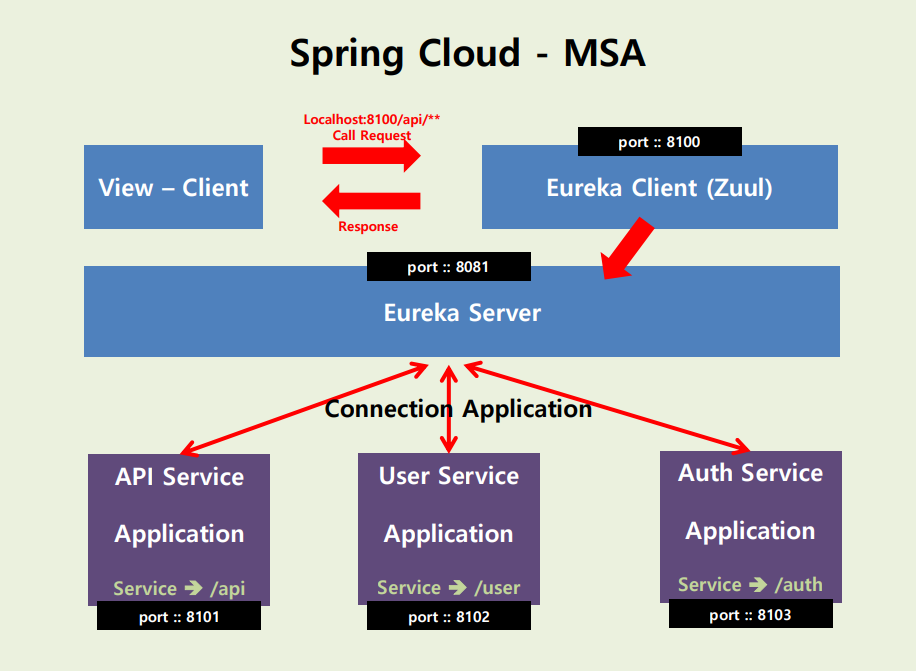 Spring Cloud - MSA
Localhost:8100/api/**
Call Request
port :: 8100
View – Client
Eureka Client (Zuul)
Response
port :: 8081
Eureka Server
Connection Application
API Service
Application
Service ➔ /api
port :: 8101
User Service
Application
Service ➔ /user
port :: 8102
Auth Service
Application
Service ➔ /auth
port :: 8103